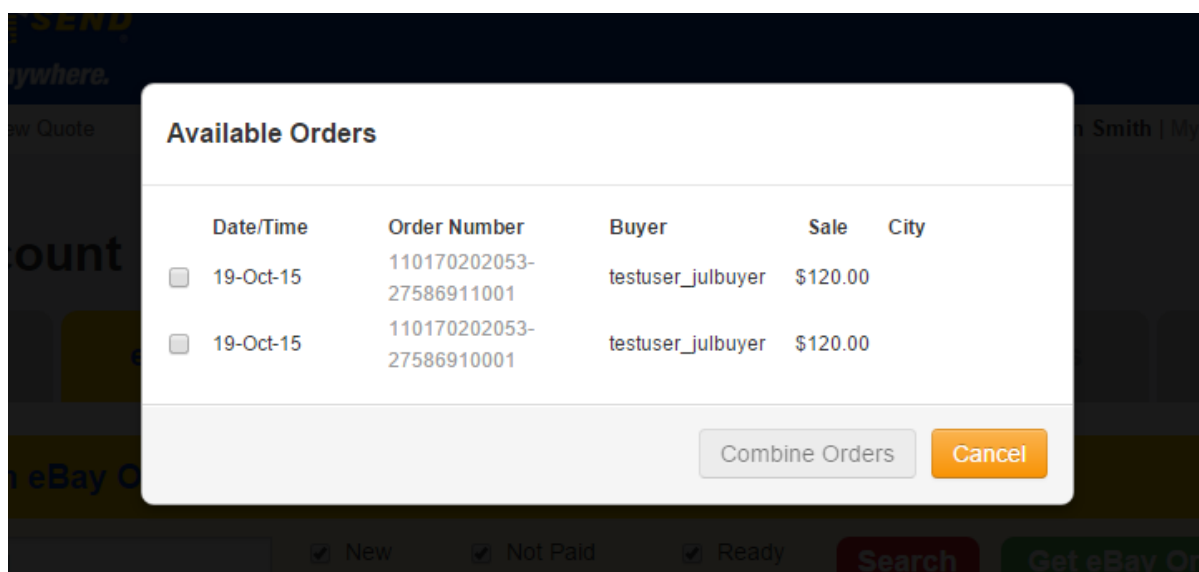 SEND
ywhere.
ew Quote
n Smith | My
Available Orders
Date/Time Order Number Buyer Sale City
19-Oct-15 110170202053-
27586911001 testuser_julbuyer $120.00
19-Oct-15 110170202053-
27586910001 testuser_julbuyer $120.00
Combine Orders Cancel
ount
n eBay O
New Not Paid Ready Search Get eBay Or